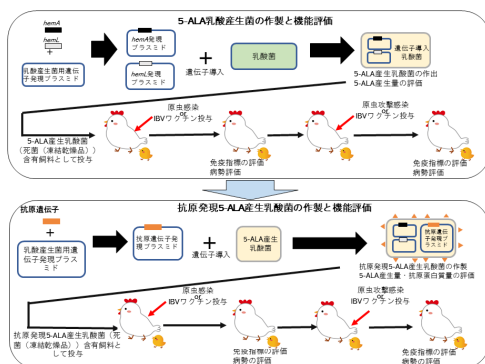 5-ALA乳酸産生菌の作製と機能評価
hemA
hemL
+
乳酸産生菌用遺伝
子発現プラスミド
hemA発現
プラスミド
hemL発現
プラスミド
+
遺伝子導入
乳酸菌
遺伝子導入
乳酸菌
5-ALA産生乳酸菌の作出
5-ALA産生量の評価
原虫感染
or
IBVワクチン投与
原虫攻撃感染
or
IBVワクチン投与
5-ALA産生乳酸菌
(死菌(凍結乾燥品))
含有飼料として投与
免疫指標の評価
病勢評価
免疫指標の評価
病勢評価
抗原発現5-ALA産生乳酸菌の作製と機能評価
抗原遺伝子
+
乳酸産生菌用遺伝
子発現プラスミド
抗原遺伝子発
現プラスミド
+
遺伝子導入
5-ALA産生
乳酸菌
抗原遺伝
子発現プ
ラスミド
抗原発現5-ALA産生乳酸菌の作製
5-ALA産生量・抗原蛋白質量の評価
原虫感染
or
IBVワクチン投与
原虫攻撃感染
or
IBVワクチン投与
抗原発現5-ALA産生乳酸菌(死
菌(凍結乾燥品))含有飼料とし
て投与
免疫指標の評価
病勢の評価
免疫指標の評価
病勢の評価